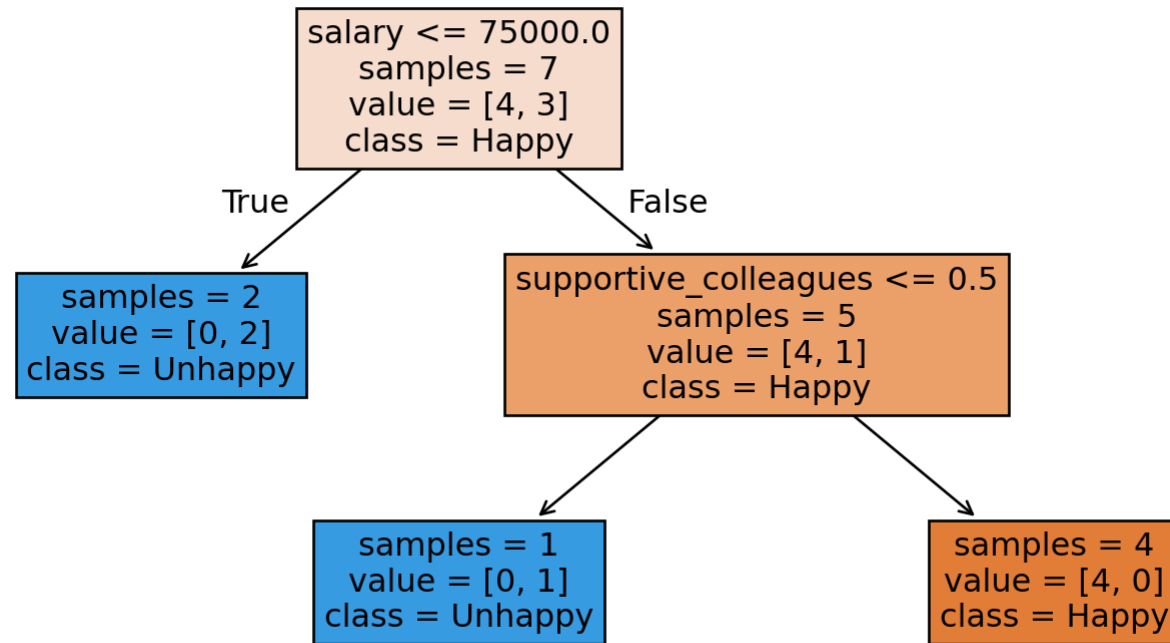 salary <= 75000.0
samples = 7
value = [4, 3]
class = Happy
True
False
samples = 2
value = [0, 2]
class = Unhappy
supportive_colleagues <= 0.5
samples = 5
value = [4, 1]
class = Happy
samples = 1
value = [0, 1]
class = Unhappy
samples = 4
value = [4, 0]
class = Happy